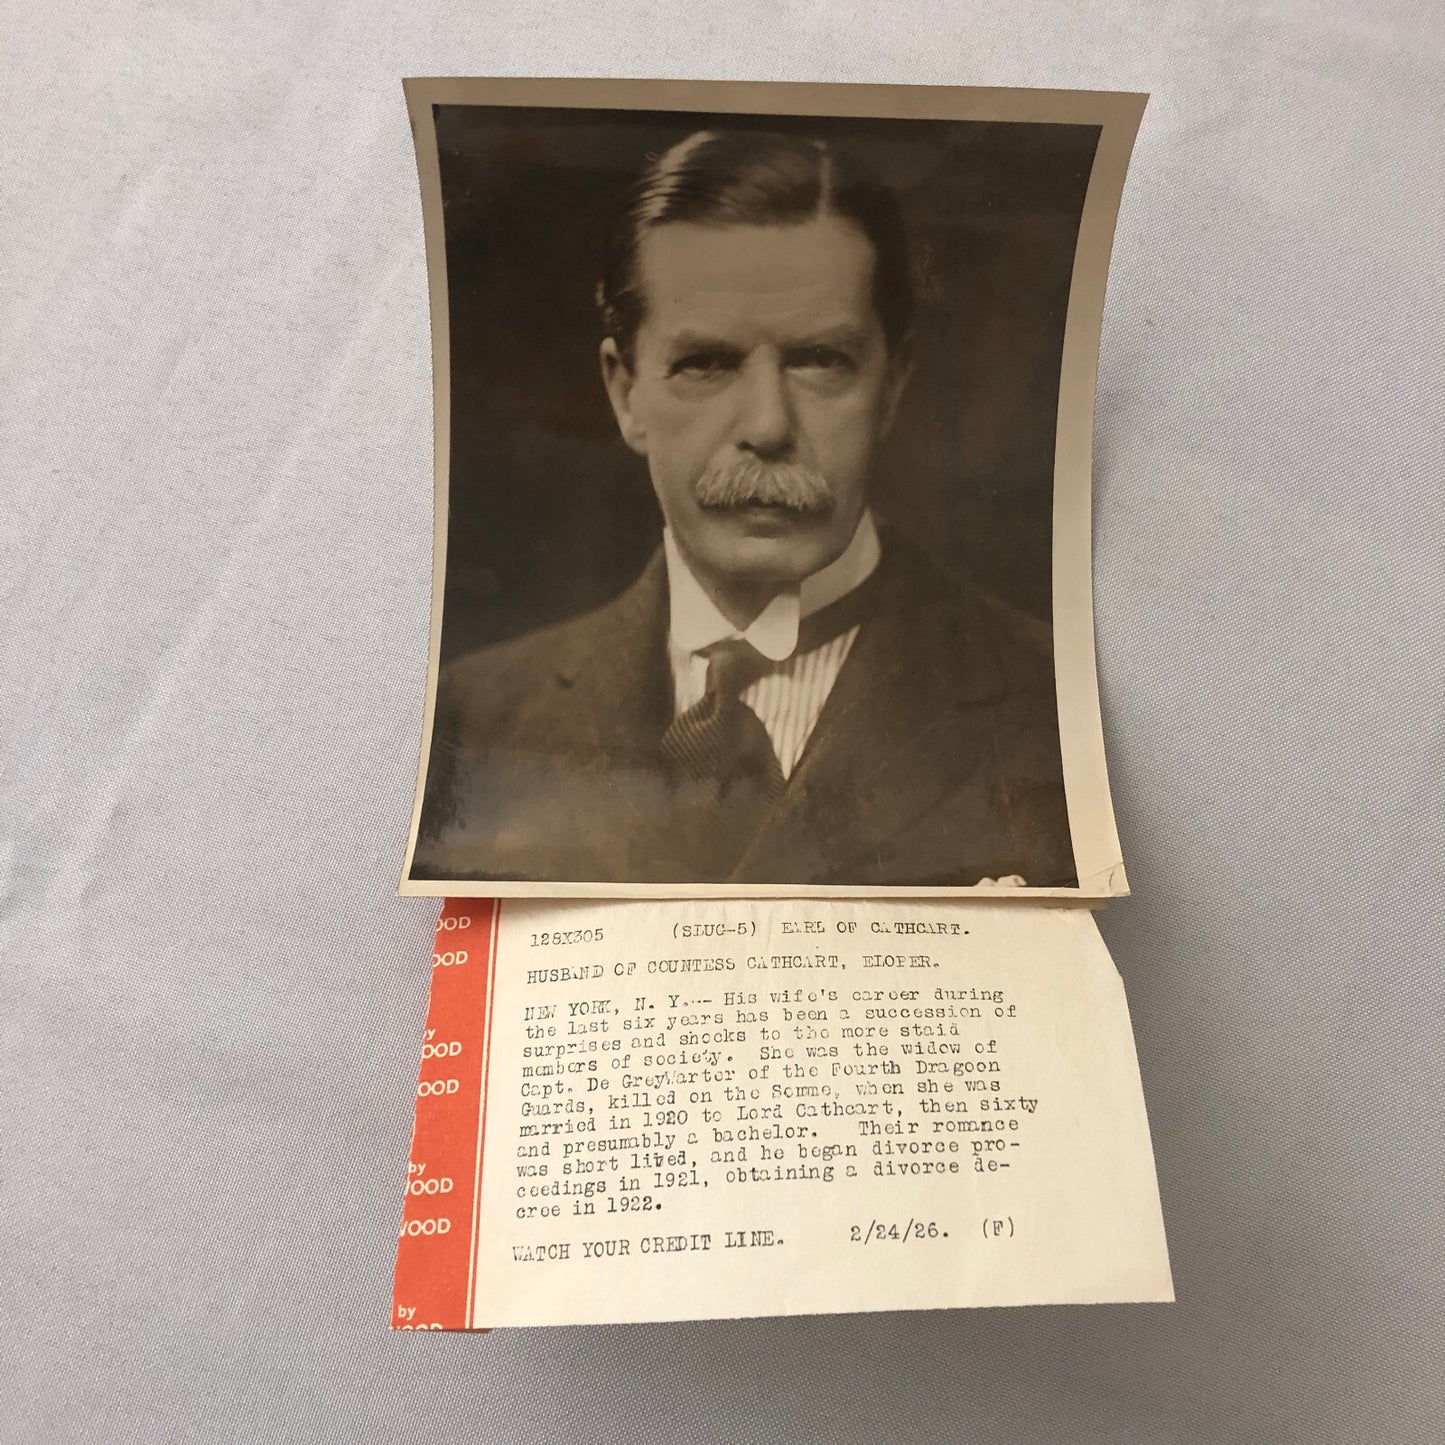 OOD
OOD
by
OOD
OOD
by
WOOD
WOOD
by
WOOD
128X305 (SLUG-5) EARL OF CATHCART.
HUSBAND OF COUNTESS CATHCART, ELOPER.
NEW YORK, N. Y.-- His wife's career during
the last six years has been a succession of
surprises and shocks to the more staid
members of society. She was the widow of
Capt. De GreyWarter of the Fourth Dragoon
Guards, killed on the Somme, when she was
married in 1920 to Lord Cathcart, then sixty
and presumably a bachelor. Their romance
was short lived, and he began divorce pro-
ceedings in 1921, obtaining a divorce de-
cree in 1922.
WATCH YOUR CREDIT LINE. 2/24/26. (F)